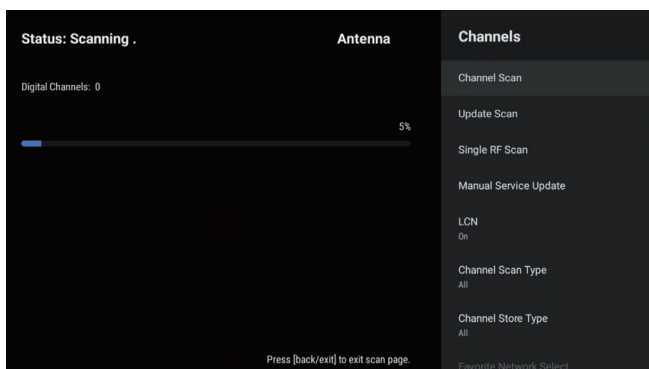 Status: Scanning .
Antenna
Digital Channels: 0
5%
Press [back/exit] to exit scan page.
Channels
Channel Scan
Update Scan
Single RF Scan
Manual Service Update
LCN
On
Channel Scan Type
All
Channel Store Type
All
Favorite Network Select